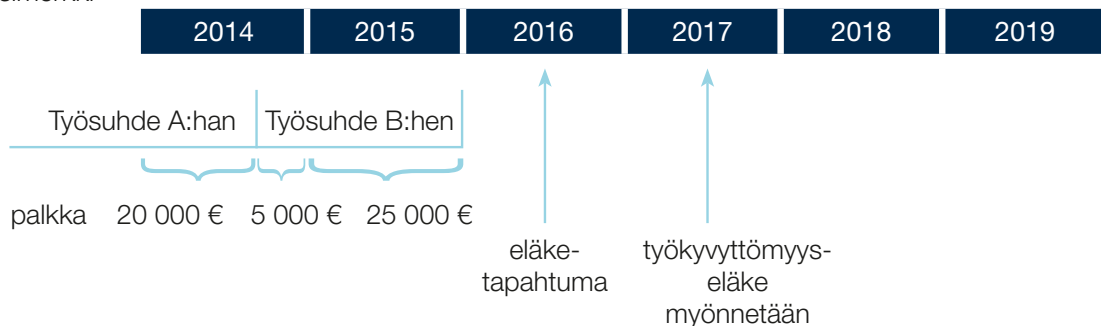 2014 2015 2016 2017 2018 2019
Työsuhde A:han Työsuhde B:hen
palkka 20 000 € 5 000 € 25 000 €
eläke-
tapahtuma
työkyvyttömyys-
eläke
myönnetään